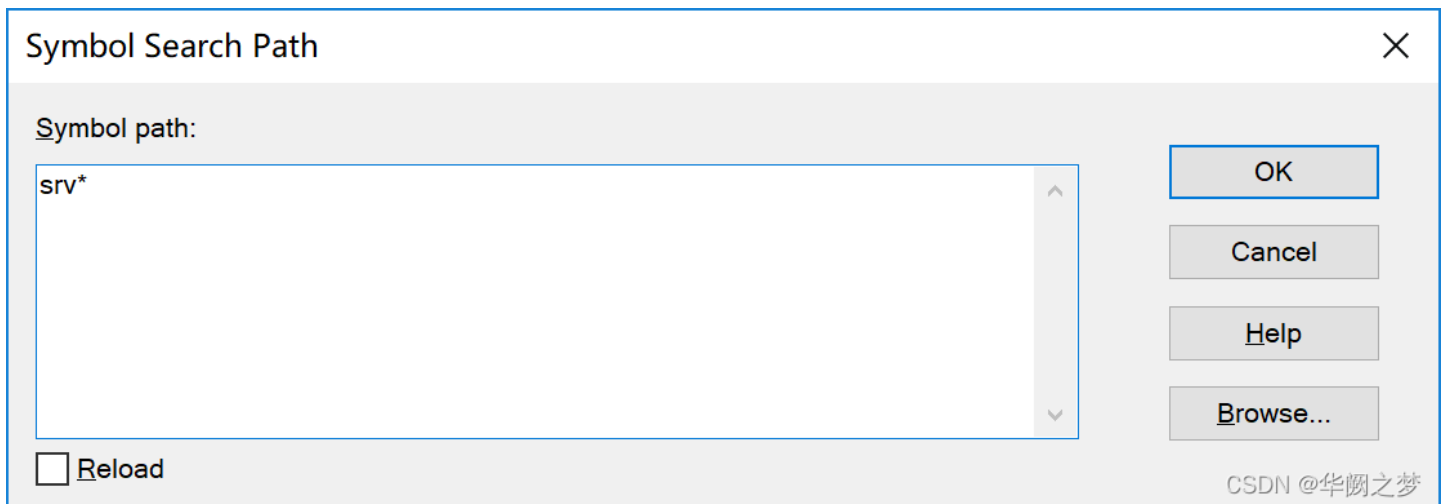 Symbol Search Path
Symbol path:
srv*
OK
Cancel
Help
Browse...
Reload
CSDN @华阙之梦